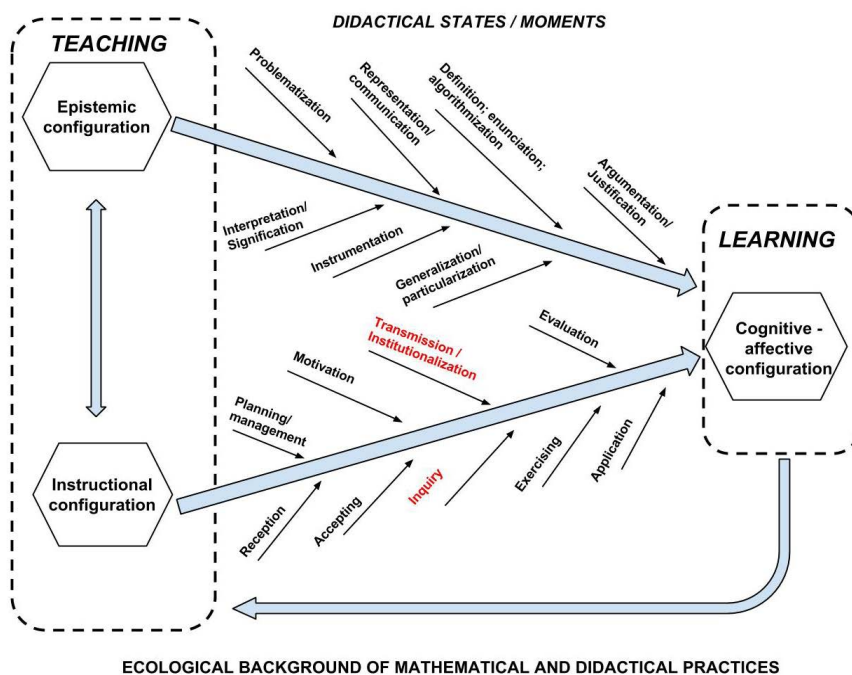 DIDACTICAL STATES / MOMENTS
TEACHING
Epistemic
configuration
Problematization
Representation/
communication
Definition; enunciation;
algorithmization
Argumentation/
Justification
Interpretation/
Signification
Instrumentation
Generalization/
particularization
LEARNING
Cognitive -
affective
configuration
Transmission /
Institutionalization
Evaluation
Motivation
Planning/
management
Instructional
configuration
Reception
Accepting
Inquiry
Exercising
Application
ECOLOGICAL BACKGROUND OF MATHEMATICAL AND DIDACTICAL PRACTICES